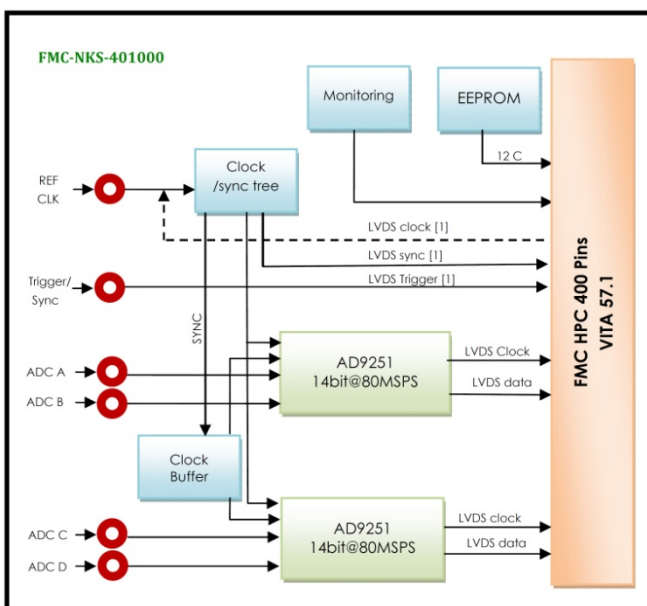 FMC-NKS-401000
Monitoring
EEPROM
12 C
REF
CLK
Clock
/sync tree
LVDS clock [1]
LVDS sync [1]
Trigger/
Sync
LVDS Trigger [1]
SYNC
ADC A
ADC B
AD9251
14bit@80MSPS
LVDS Clock
LVDS data
Clock
Buffer
ADC C
ADC D
AD9251
14bit@80MSPS
LVDS clock
LVDS data
FMC HPC 400 Pins
VITA 57.1